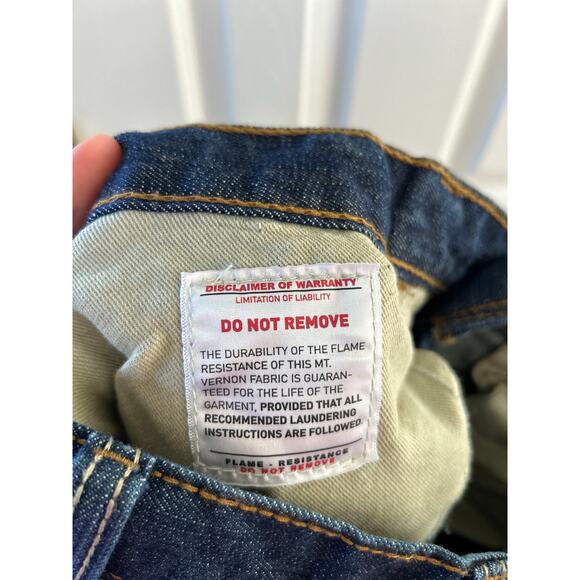 DISCLAIMER OF WARRANTY
LIMITATION OF LIABILITY
DO NOT REMOVE
THE DURABILITY OF THE FLAME
RESISTANCE OF THIS MT.
VERNON FABRIC IS GUARAN-
TEED FOR THE LIFE OF THE
GARMENT, PROVIDED THAT ALL
RECOMMENDED LAUNDERING
INSTRUCTIONS ARE FOLLOWED.
FLAME - RESISTANCE
DO NOT REMOVE